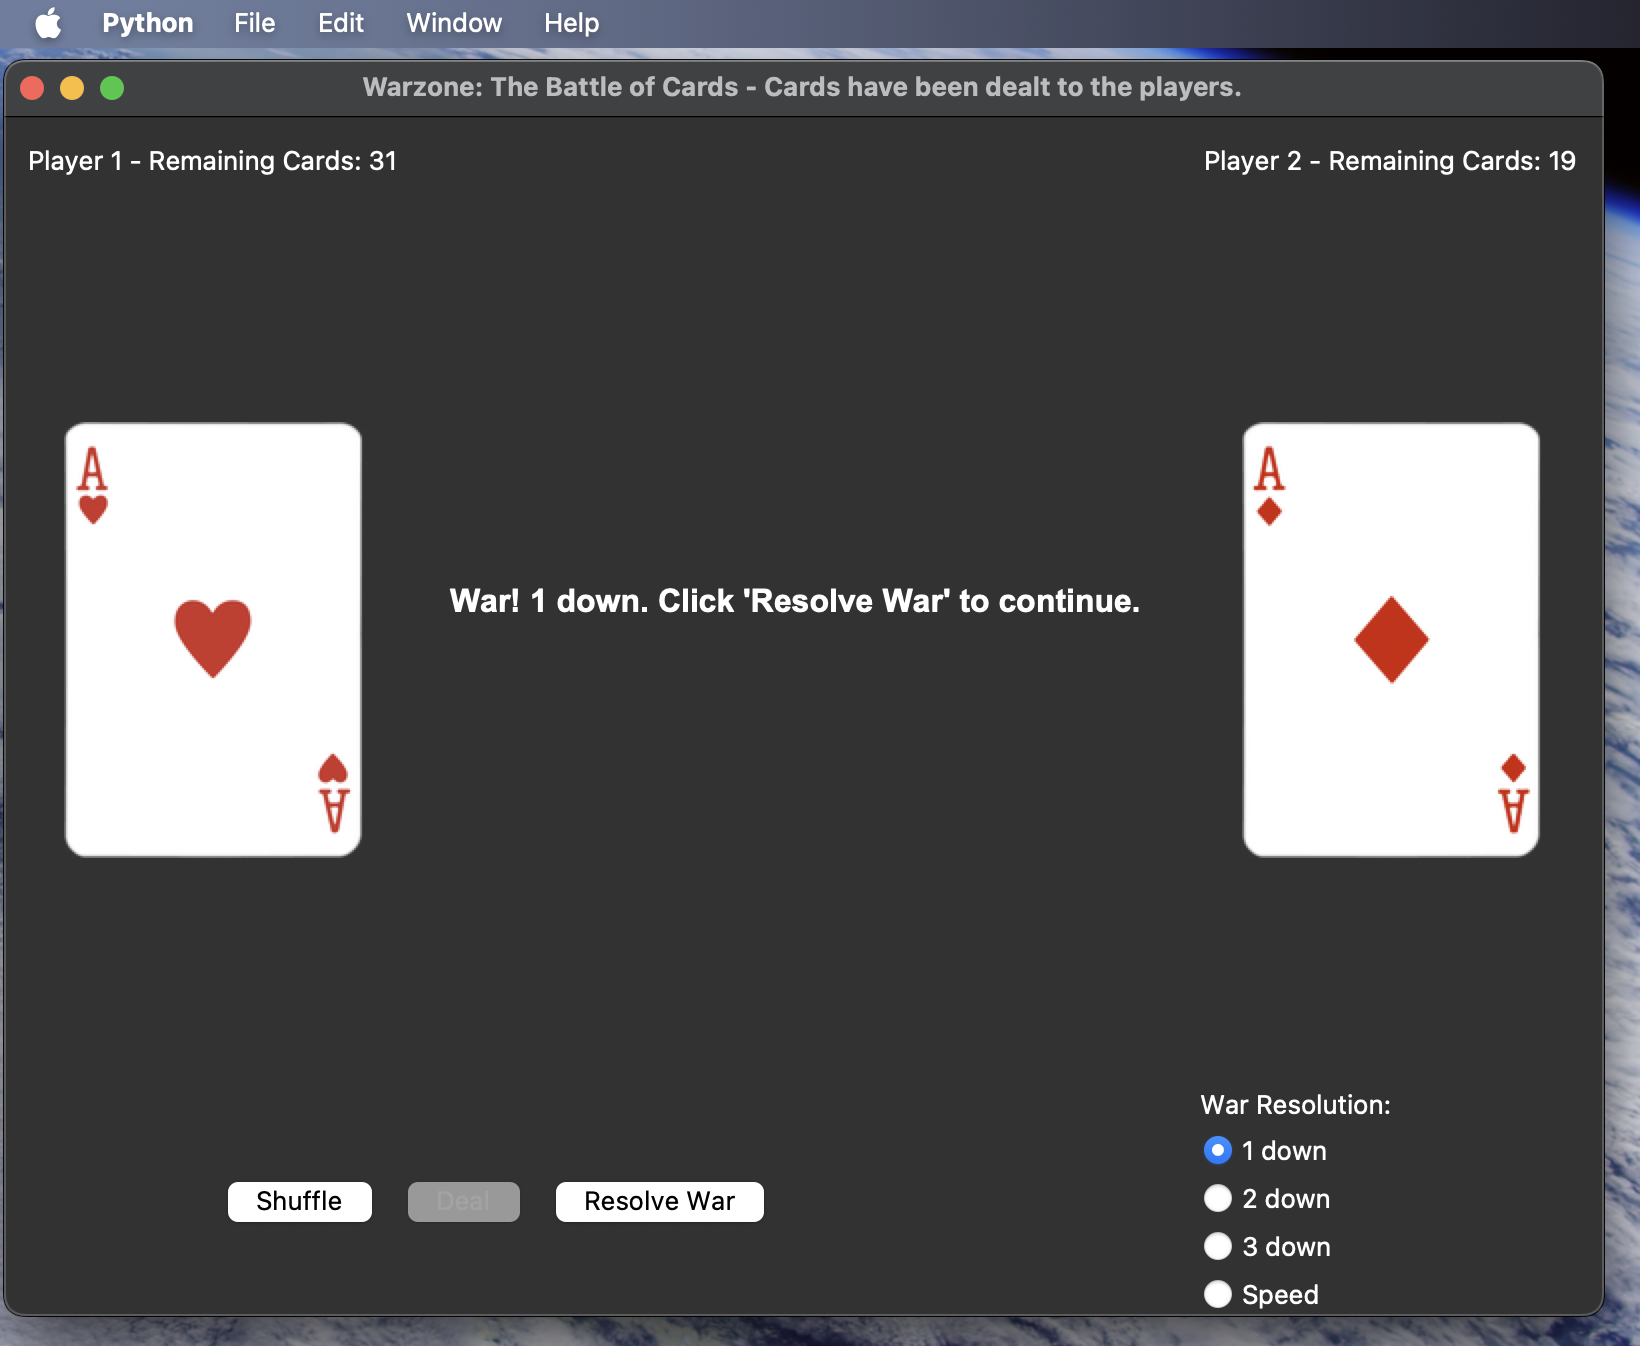 Python File Edit Window Help
Warzone: The Battle of Cards - Cards have been dealt to the players.
Player 1 - Remaining Cards: 31
Player 2 - Remaining Cards: 19
A
A
A
A
War! 1 down. Click 'Resolve War' to continue.
War Resolution:
1 down
2 down
3 down
Speed
Shuffle
Deal
Resolve War